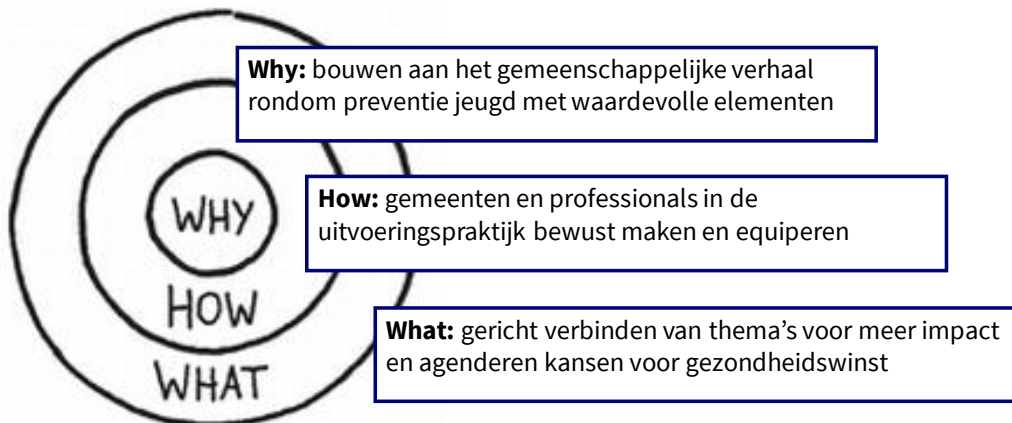 Why: bouwen aan het gemeenschappelijke verhaal
rondom preventie jeugd met waardevolle elementen
WHY
How: gemeenten en professionals in de
uitvoeringspraktijk bewust maken en equiperen
HOW
What: gericht verbinden van thema’s voor meer impact
en agenderen kansen voor gezondheidswinst
WHAT